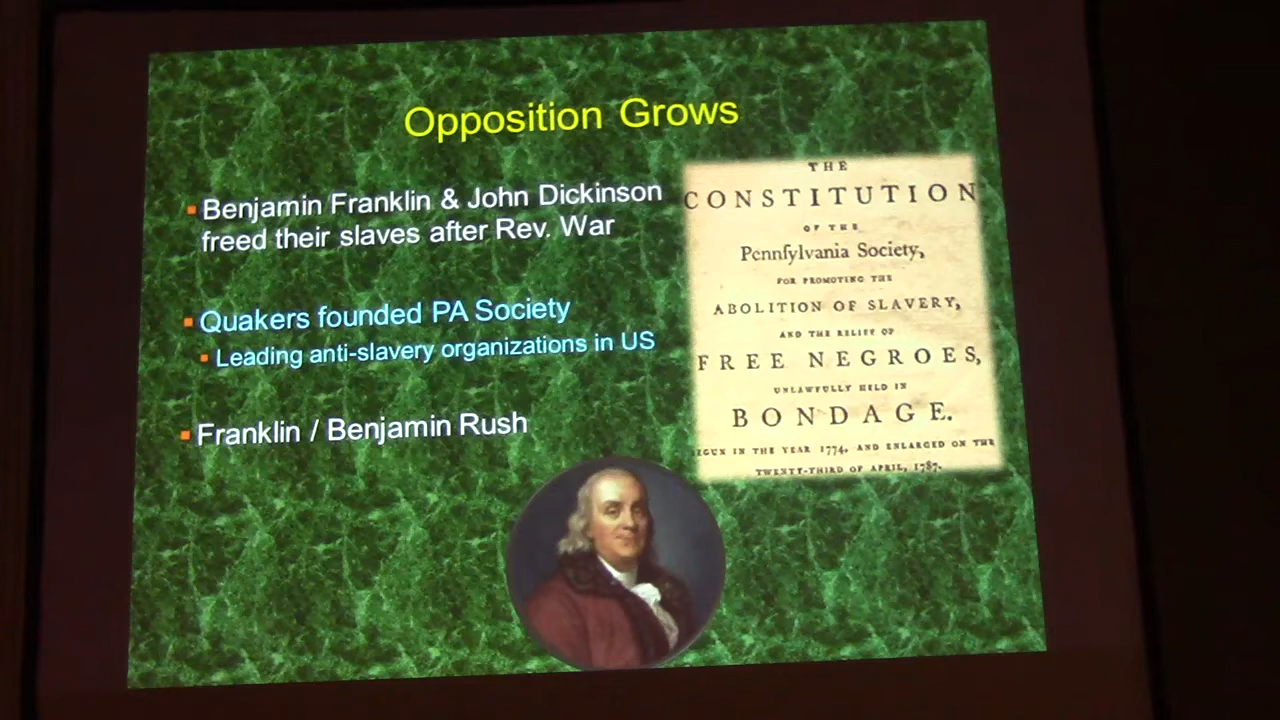 Opposition Grows
Benjamin Franklin & John Dickinson
freed their slaves after Rev. War
Quakers founded PA Society
Leading anti-slavery organizations in US
Franklin / Benjamin Rush
THE
CONSTITUTION
OF THE
Pennſylvania Society,
FOR PROMOTING THE
ABOLITION OF SLAVERY,
AND THE RELIEF OF
FREE NEGROES,
UNLAWFULLY HELD IN
BONDAGE.
EGUN IN THE YEAR 1774, AND ENLARGED ON THE
TWENTY-THIRD OF APRIL, 1787.